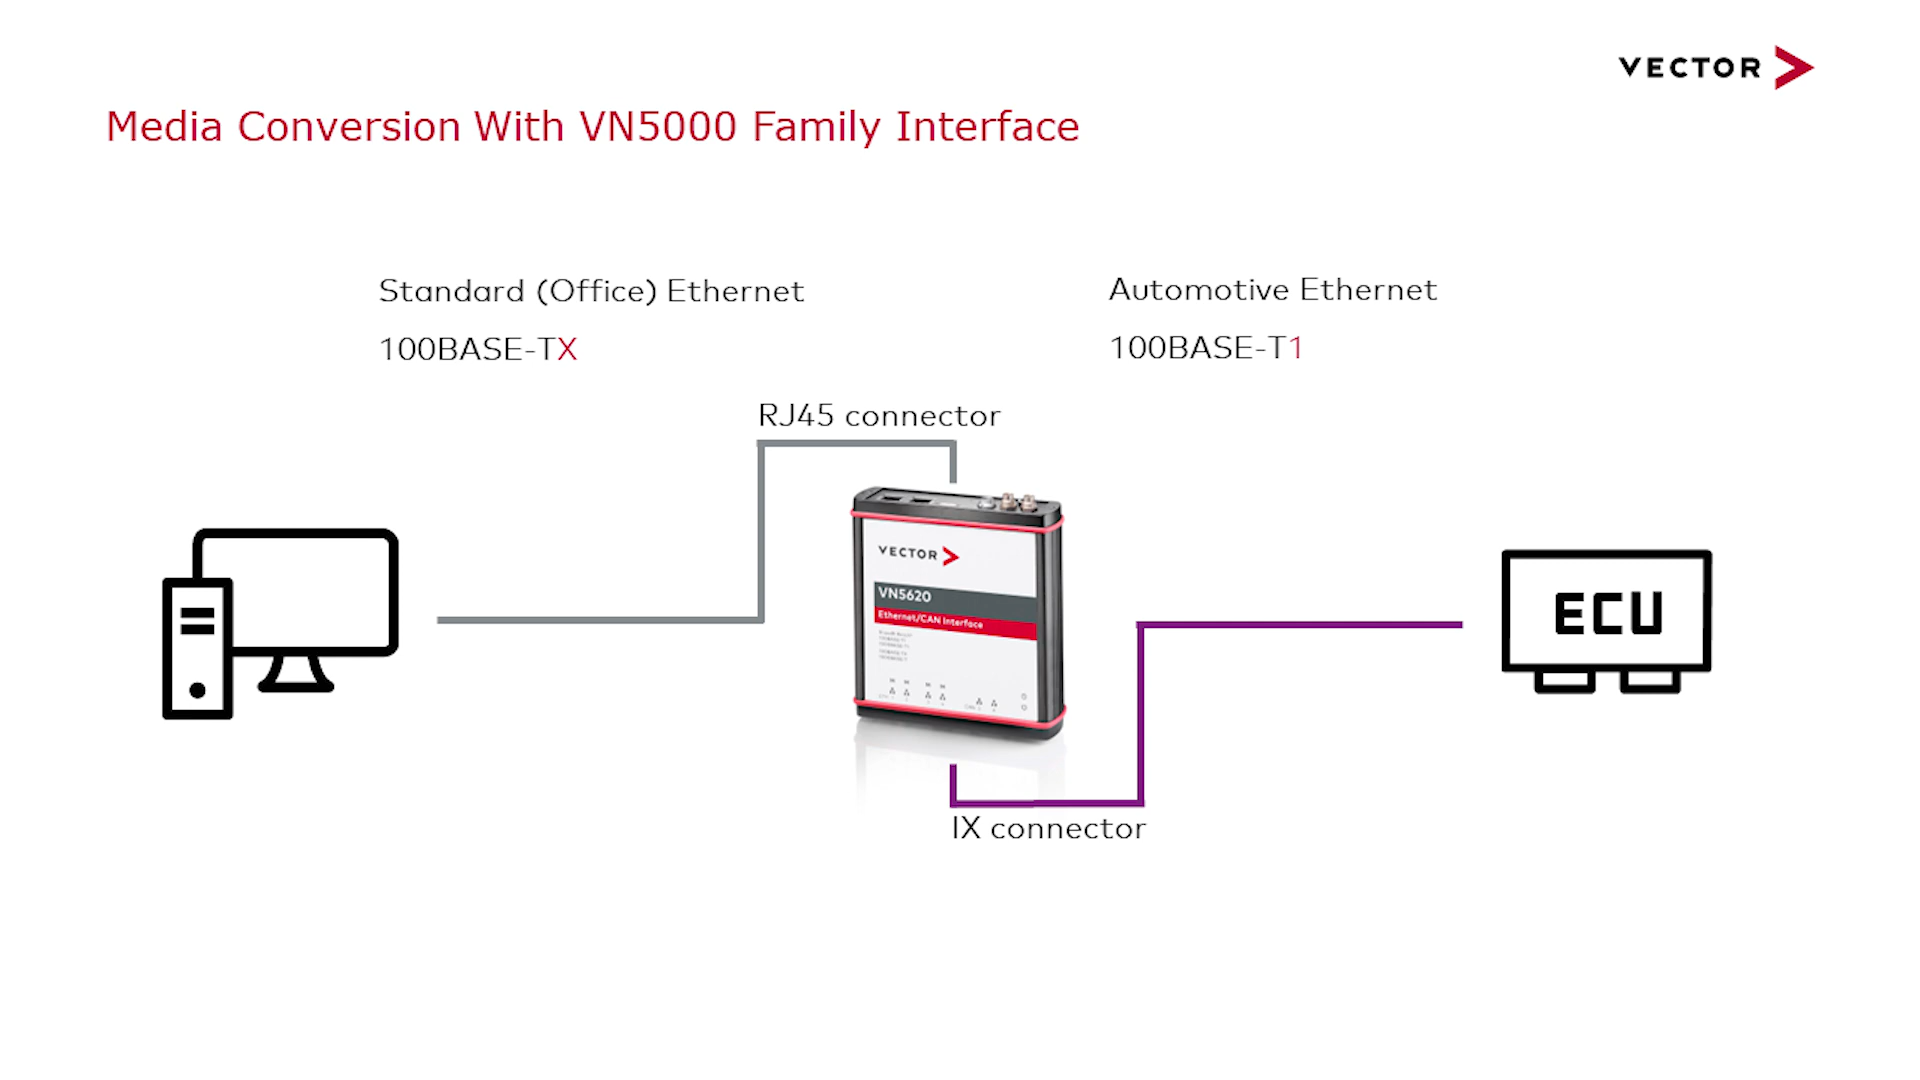 VECTOR
Media Conversion With VN5000 Family Interface
Standard (Office) Ethernet
100BASE-TX
Automotive Ethernet
100BASE-T1
RJ45 connector
VECTOR
VN5620
Ethernet/CAN Interface
ECU
IX connector